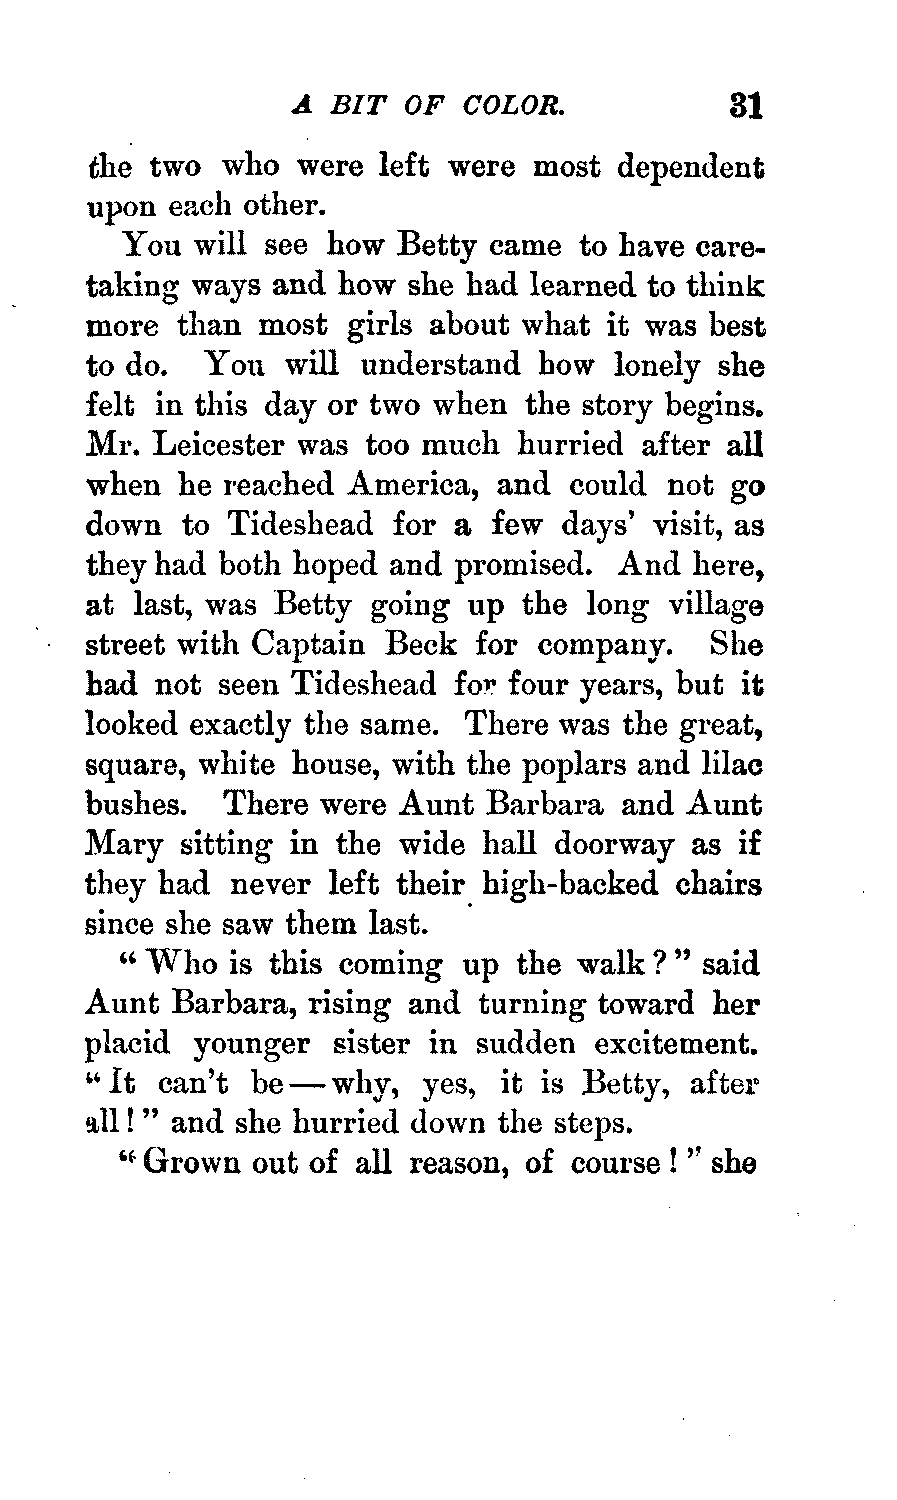 A BIT OF COLOR. 31
the two who were left were most dependent
upon each other.
You will see how Betty came to have care-
taking ways and how she had learned to think
more than most girls about what it was best
to do. You will understand how lonely she
felt in this day or two when the story begins.
Mr. Leicester was too much hurried after all
when he reached America, and could not go
down to Tideshead for a few days' visit, as
they had both hoped and promised. And here,
at last, was Betty going up the long village
street with Captain Beck for company. She
had not seen Tideshead for four years, but it
looked exactly the same. There was the great,
square, white house, with the poplars and lilac
bushes. There were Aunt Barbara and Aunt
Mary sitting in the wide hall doorway as if
they had never left their high-backed chairs
since she saw them last.
"Who is this coming up the walk?" said
Aunt Barbara, rising and turning toward her
placid younger sister in sudden excitement.
"It can't be—why, yes, it is Betty, after
all!" and she hurried down the steps.
"Grown out of all reason, of course!" she